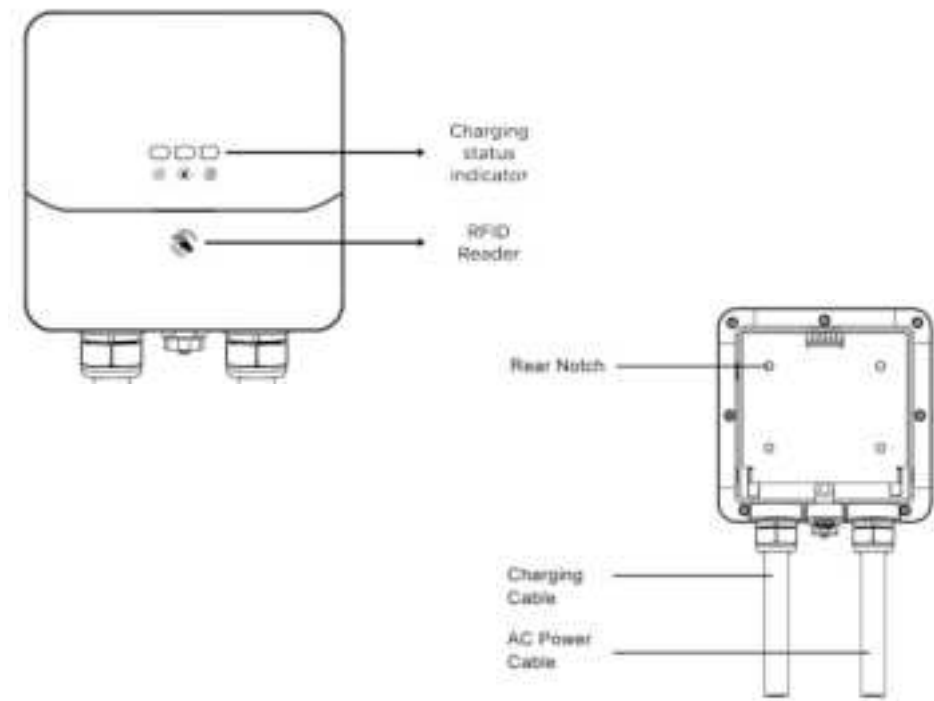 Charging
status
indicator
RFID
Reader
Rear Notch
Charging
Cable
AC Power
Cable